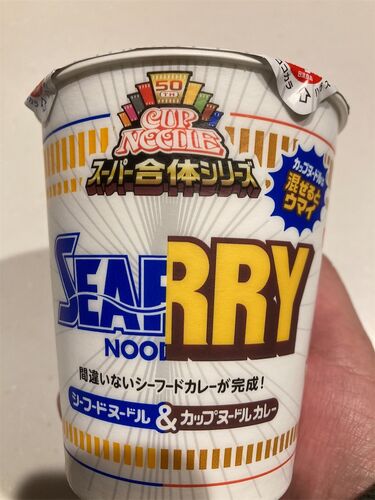 50TH
CUP
NOODLE
スーパー合体シリーズ
カップヌードルは
混ぜると
ウマイ
SEAFRRY
NOOD
間違いないシーフードカレーが完成!
シーフードヌードル & カップヌードルカレー